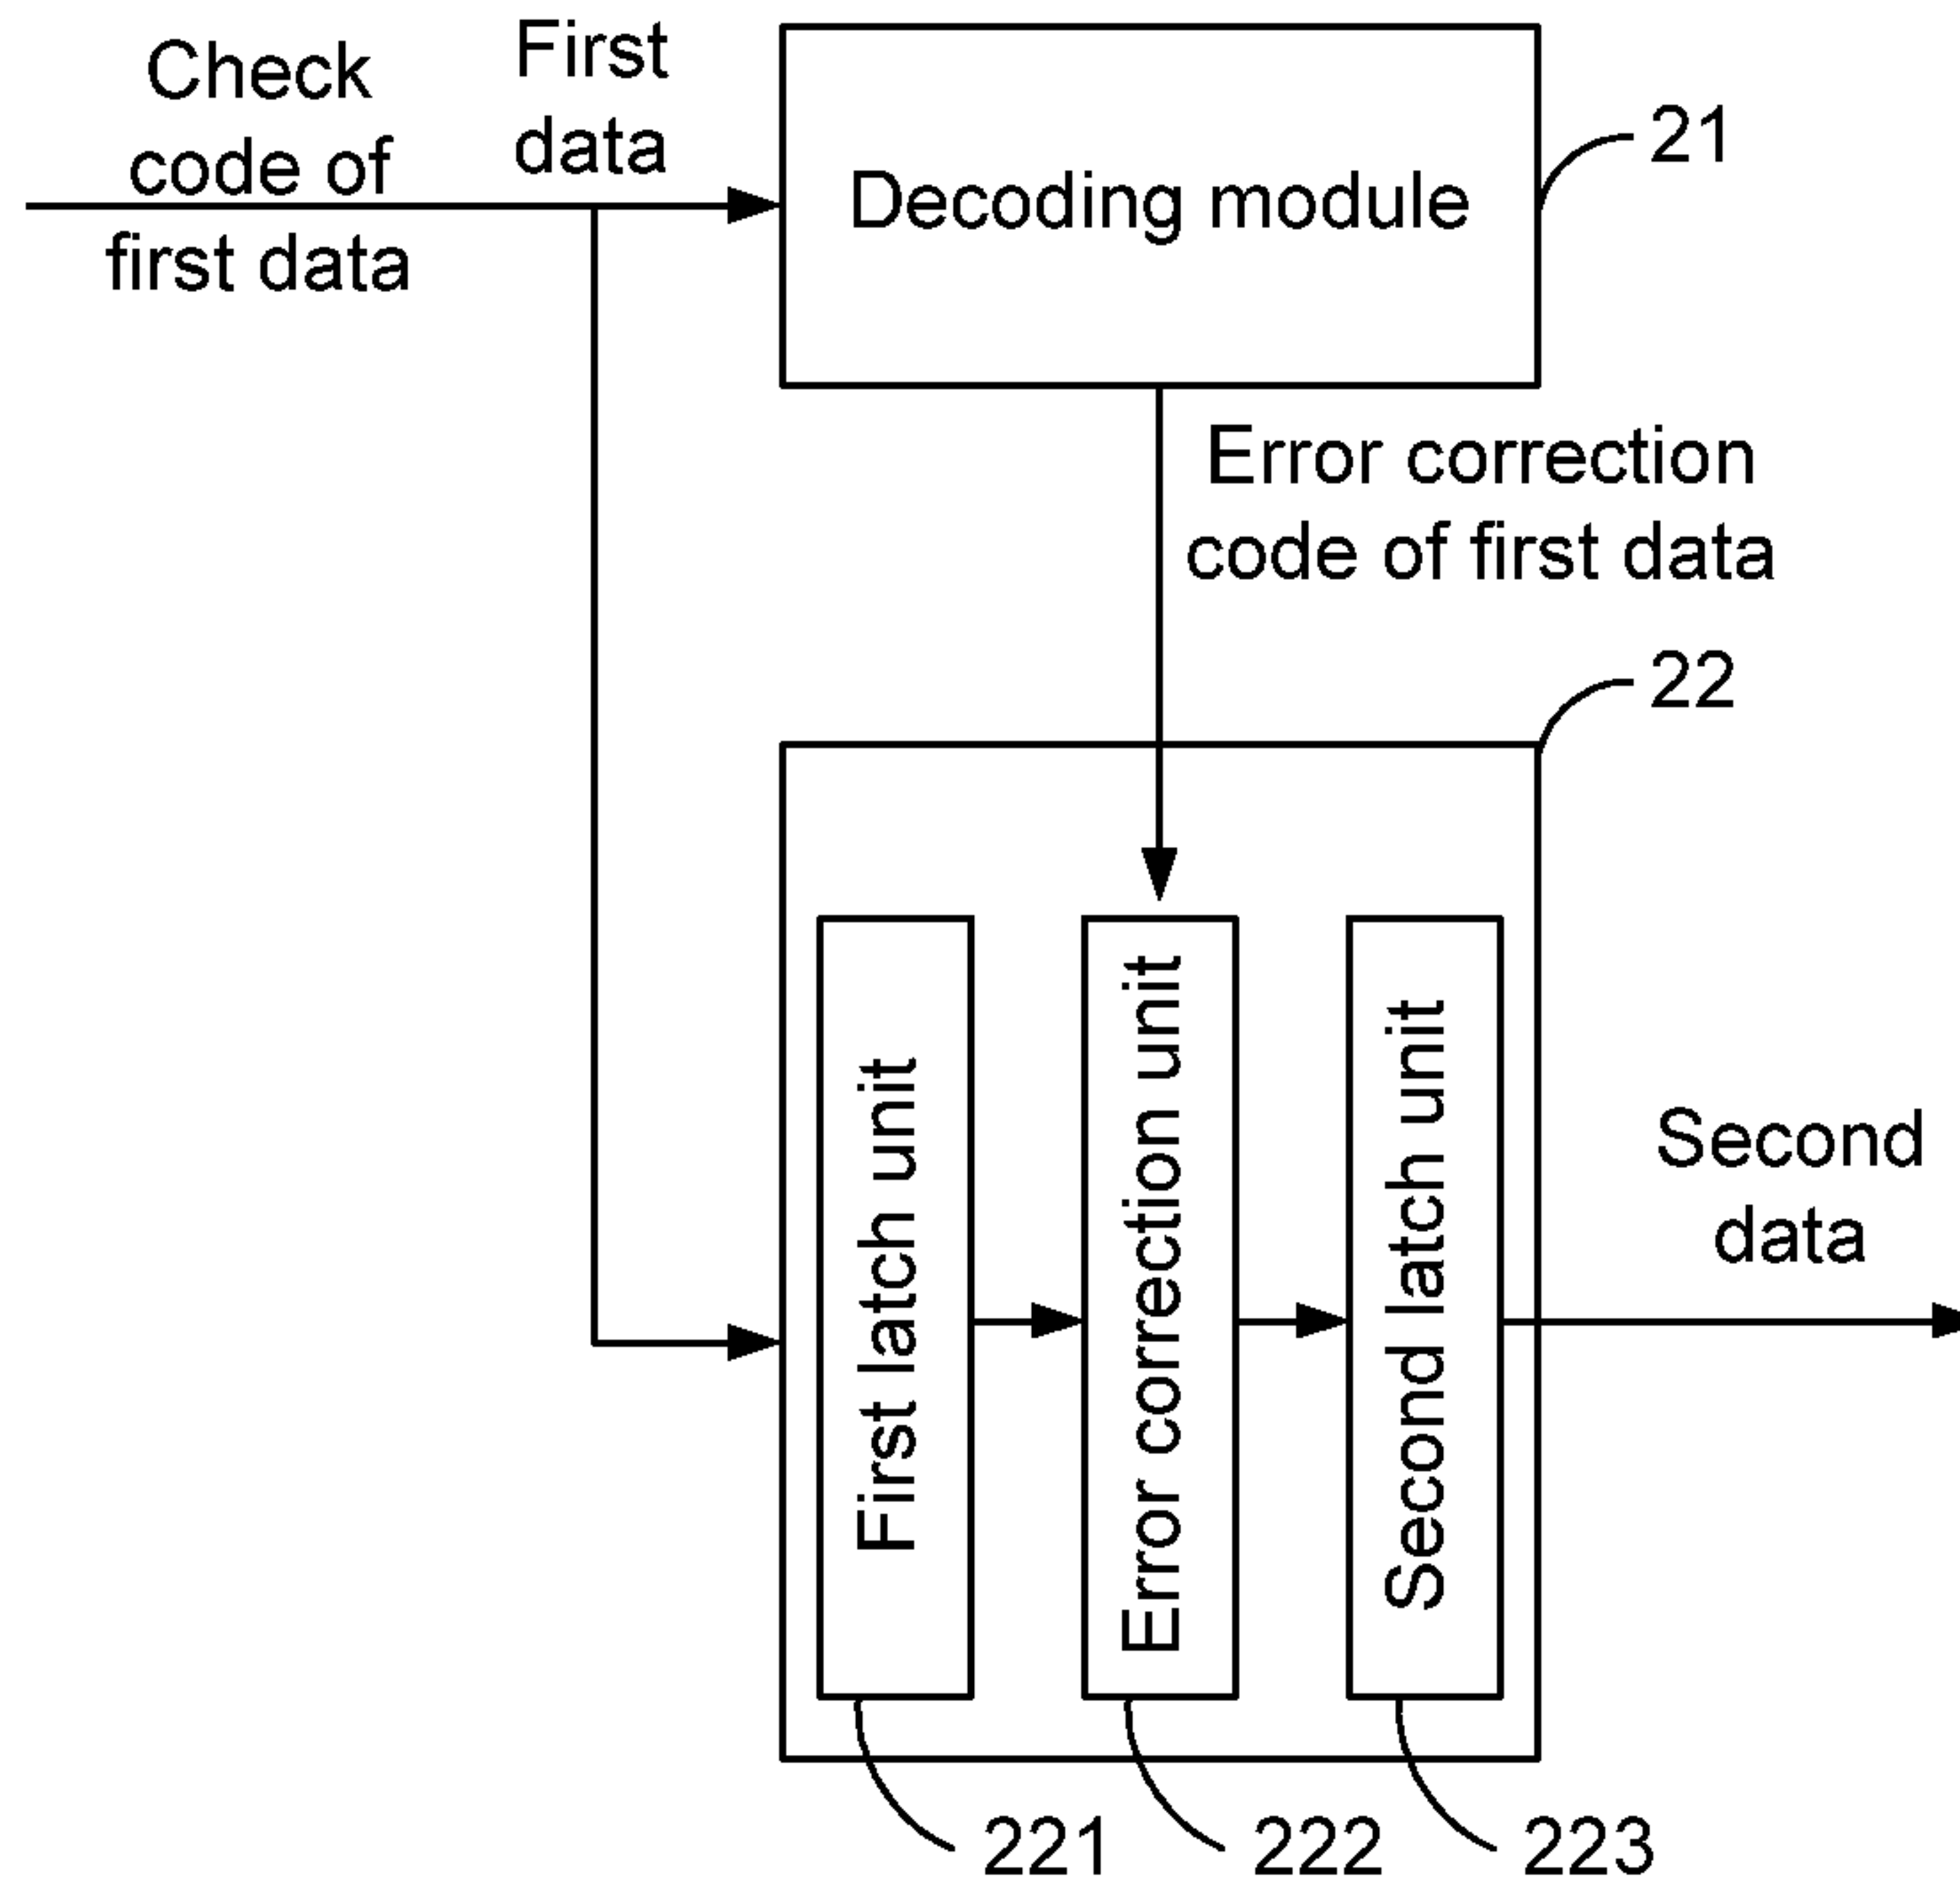 Check
code of
first data
First
data
Decoding module
21
Error correction
code of first data
22
First latch unit
Error correction unit
Second latch unit
Second
data
221
222
223